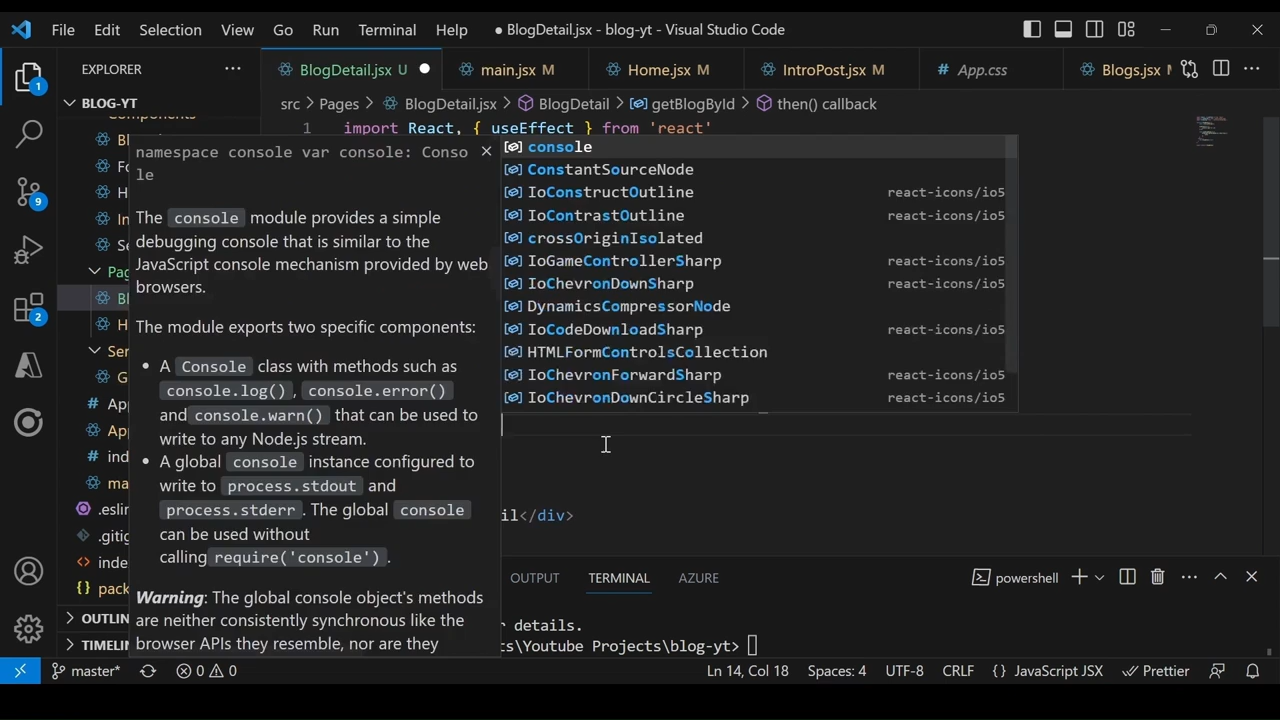 File Edit Selection View Go Run Terminal Help ● BlogDetail.jsx - blog-yt - Visual Studio Code
EXPLORER ··· BlogDetail.jsx U main.jsx M Home.jsx M IntroPost.jsx M App.css Blogs.jsx
BLOG-YT src > Pages > BlogDetail.jsx > BlogDetail > getBlogById > then() callback
1 import React, { useEffect } from 'react'
namespace console var console: Conso
le
The console module provides a simple
debugging console that is similar to the
JavaScript console mechanism provided by web
browsers.
The module exports two specific components:
• A Console class with methods such as
console.log(), console.error()
and console.warn() that can be used to
write to any Node.js stream.
• A global console instance configured to
write to process.stdout and
process.stderr. The global console
can be used without
calling require('console').
Warning: The global console object's methods
are neither consistently synchronous like the
browser APIs they resemble, nor are they
console
ConstantSourceNode
IoConstructOutline react-icons/io5
IoContrastOutline react-icons/io5
crossOriginIsolated
IoGameControllerSharp react-icons/io5
IoChevronDownSharp react-icons/io5
DynamicsCompressorNode
IoCodeDownloadSharp react-icons/io5
HTMLFormControlsCollection
IoChevronForwardSharp react-icons/io5
IoChevronDownCircleSharp react-icons/io5
il</div>
1
9
2
Pag
Ser
.gitig
inde
pack
OUTLIN
TIMELIN
OUTPUT TERMINAL AZURE powershell
r details.
ts\Youtube Projects\blog-yt>
master* 0 0 Ln 14, Col 18 Spaces: 4 UTF-8 CRLF {} JavaScript JSX Prettier